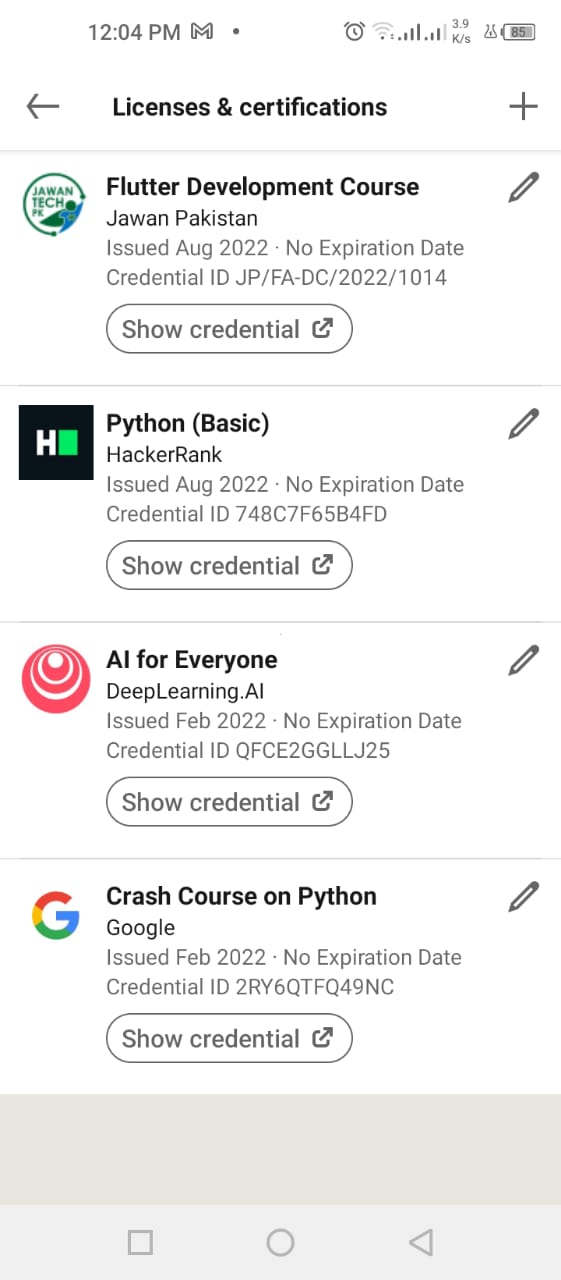 12:04 PM
3.9
K/s
85
Licenses & certifications
JAWAN
TECH
PK
Flutter Development Course
Jawan Pakistan
Issued Aug 2022 · No Expiration Date
Credential ID JP/FA-DC/2022/1014
Show credential
H
Python (Basic)
HackerRank
Issued Aug 2022 · No Expiration Date
Credential ID 748C7F65B4FD
Show credential
AI for Everyone
DeepLearning.AI
Issued Feb 2022 · No Expiration Date
Credential ID QFCE2GGLLJ25
Show credential
G
Crash Course on Python
Google
Issued Feb 2022 · No Expiration Date
Credential ID 2RY6QTFQ49NC
Show credential